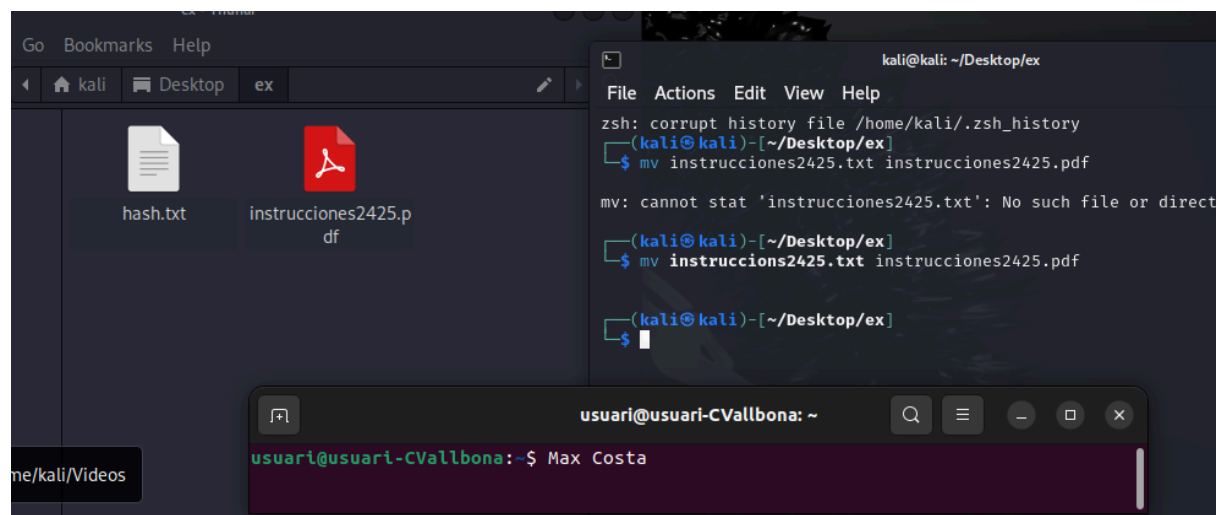 Go Bookmarks Help
kali Desktop ex
hash.txt
instrucciones2425.p
df
me/kali/Videos
kali@kali: ~/Desktop/ex
File Actions Edit View Help
zsh: corrupt history file /home/kali/.zsh_history
┌──(kali㉿kali)-[~/Desktop/ex]
└─$ mv instrucciones2425.txt instrucciones2425.pdf
mv: cannot stat 'instrucciones2425.txt': No such file or direct
┌──(kali㉿kali)-[~/Desktop/ex]
└─$ mv instruccions2425.txt instrucciones2425.pdf
┌──(kali㉿kali)-[~/Desktop/ex]
└─$
usuari@usuari-CVallbona: ~
usuari@usuari-CVallbona:~$ Max Costa